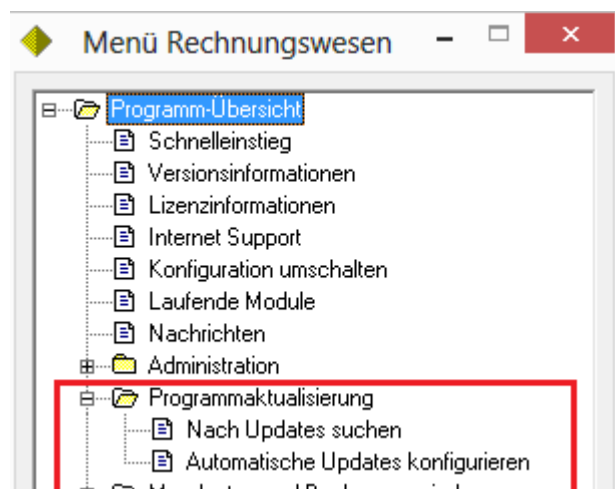 Menü Rechnungswesen
Programm-Übersicht
Schnelleinstieg
Versionsinformationen
Lizenzinformationen
Internet Support
Konfiguration umschalten
Laufende Module
Nachrichten
Administration
Programmaktualisierung
Nach Updates suchen
Automatische Updates konfigurieren